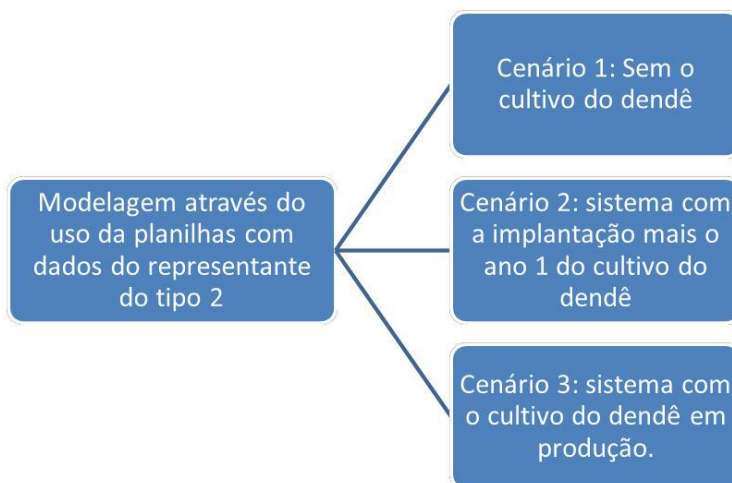 Modelagem através do
uso da planilhas com
dados do representante
do tipo 2
Cenário 1: Sem o
cultivo do dendê
Cenário 2: sistema com
a implantação mais o
ano 1 do cultivo do
dendê
Cenário 3: sistema com
o cultivo do dendê em
produção.